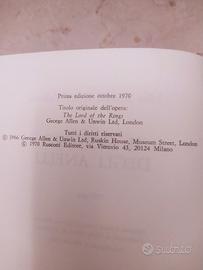 Prima edizione ottobre 1970
Titolo originale dell'opera:
The Lord of the Rings
George Allen & Unwin Ltd, London
Tutti i diritti riservati
© 1966 George Allen & Unwin Ltd, Ruskin House, Museum Street, London
© 1970 Rusconi Editore, via Vitruvio 43, 20124 Milano
DEGLI ANELLI
subito